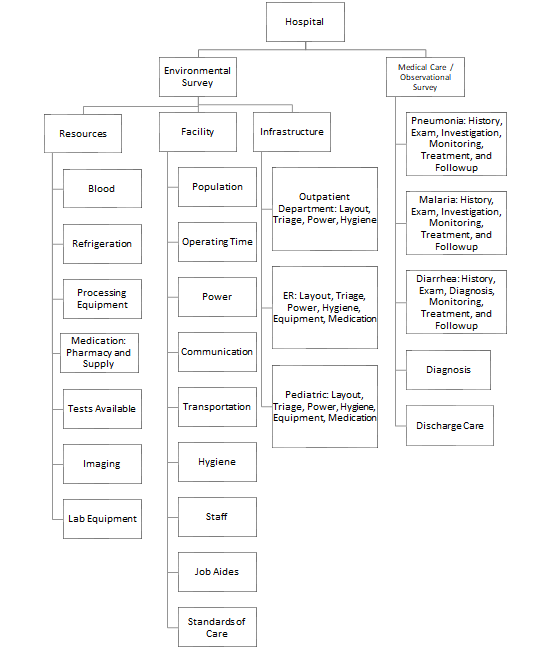 Hospital
Environmental
Survey
Medical Care /
Observational
Survey
Resources
Facility
Infrastructure
Blood
Refrigeration
Processing
Equipment
Medication:
Pharmacy and
Supply
Tests Available
Imaging
Lab Equipment
Population
Operating Time
Power
Communication
Transportation
Hygiene
Staff
Job Aides
Standards of
Care
Outpatient
Department: Layout,
Triage, Power, Hygiene
ER: Layout, Triage,
Power, Hygiene,
Equipment, Medication
Pediatric: Layout,
Triage, Power, Hygiene,
Equipment, Medication
Pneumonia: History,
Exam, Investigation,
Monitoring,
Treatment, and
Followup
Malaria: History,
Exam, Investigation,
Monitoring,
Treatment, and
Followup
Diarrhea: History,
Exam, Diagnosis,
Monitoring,
Treatment, and
Followup
Diagnosis
Discharge Care